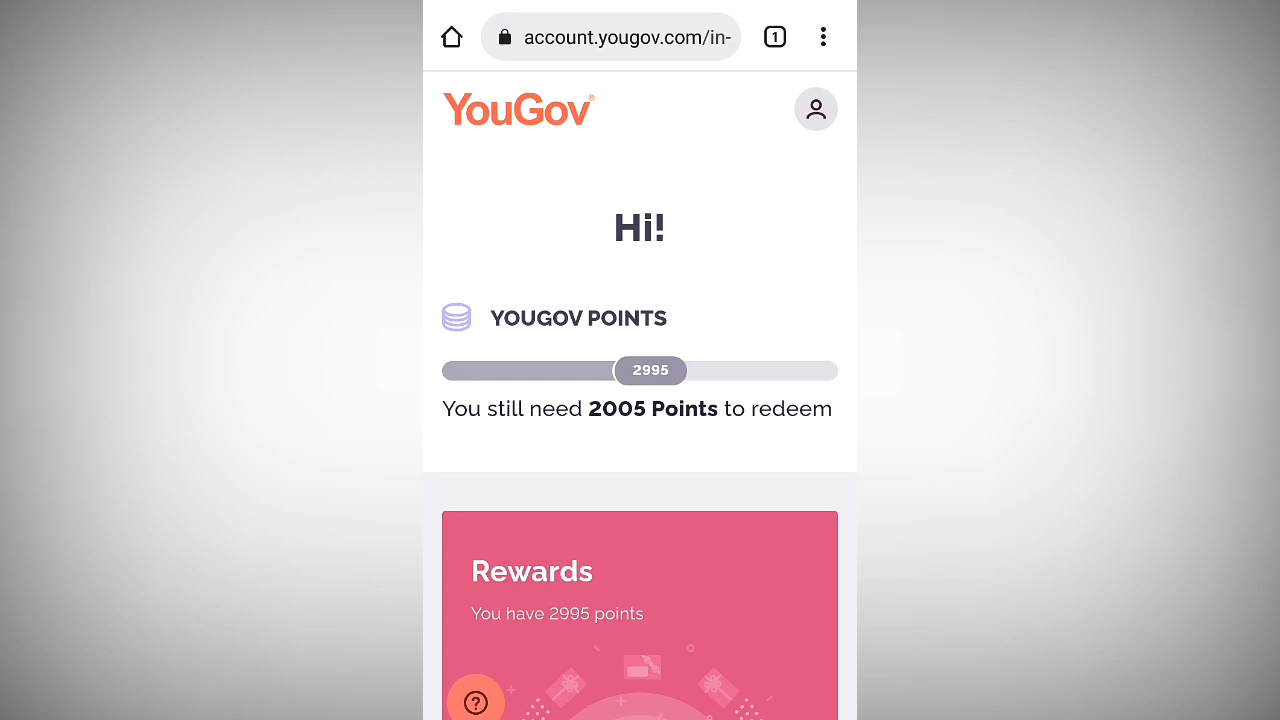 account.yougov.com/in-
1
YouGov®
Hi!
YOUGOV POINTS
2995
You still need 2005 Points to redeem
Rewards
You have 2995 points
?